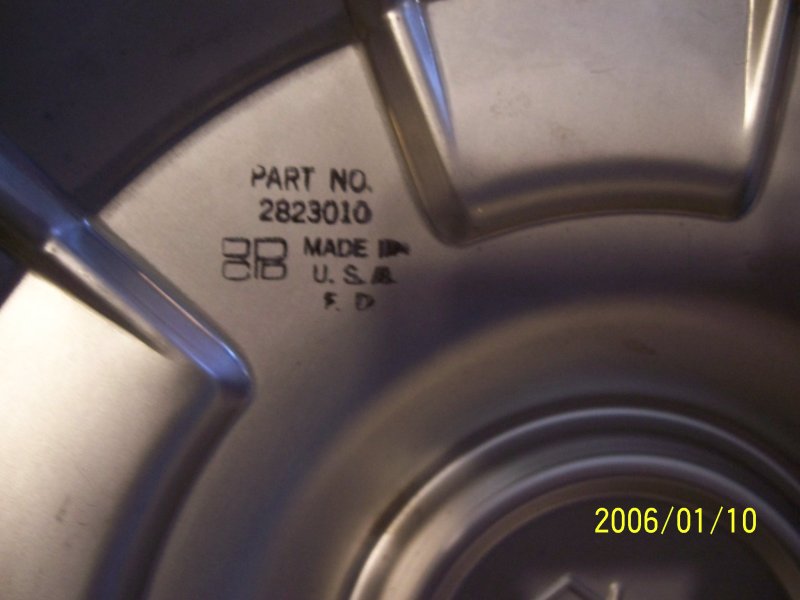 PART NO.
2823010
MADE IN
U.S.A.
F. D
2006/01/10